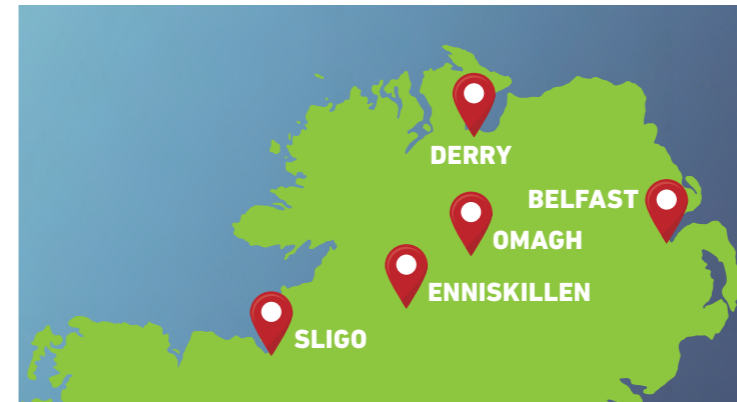 DERRY
BELFAST
OMAGH
ENNISKILLEN
SLIGO